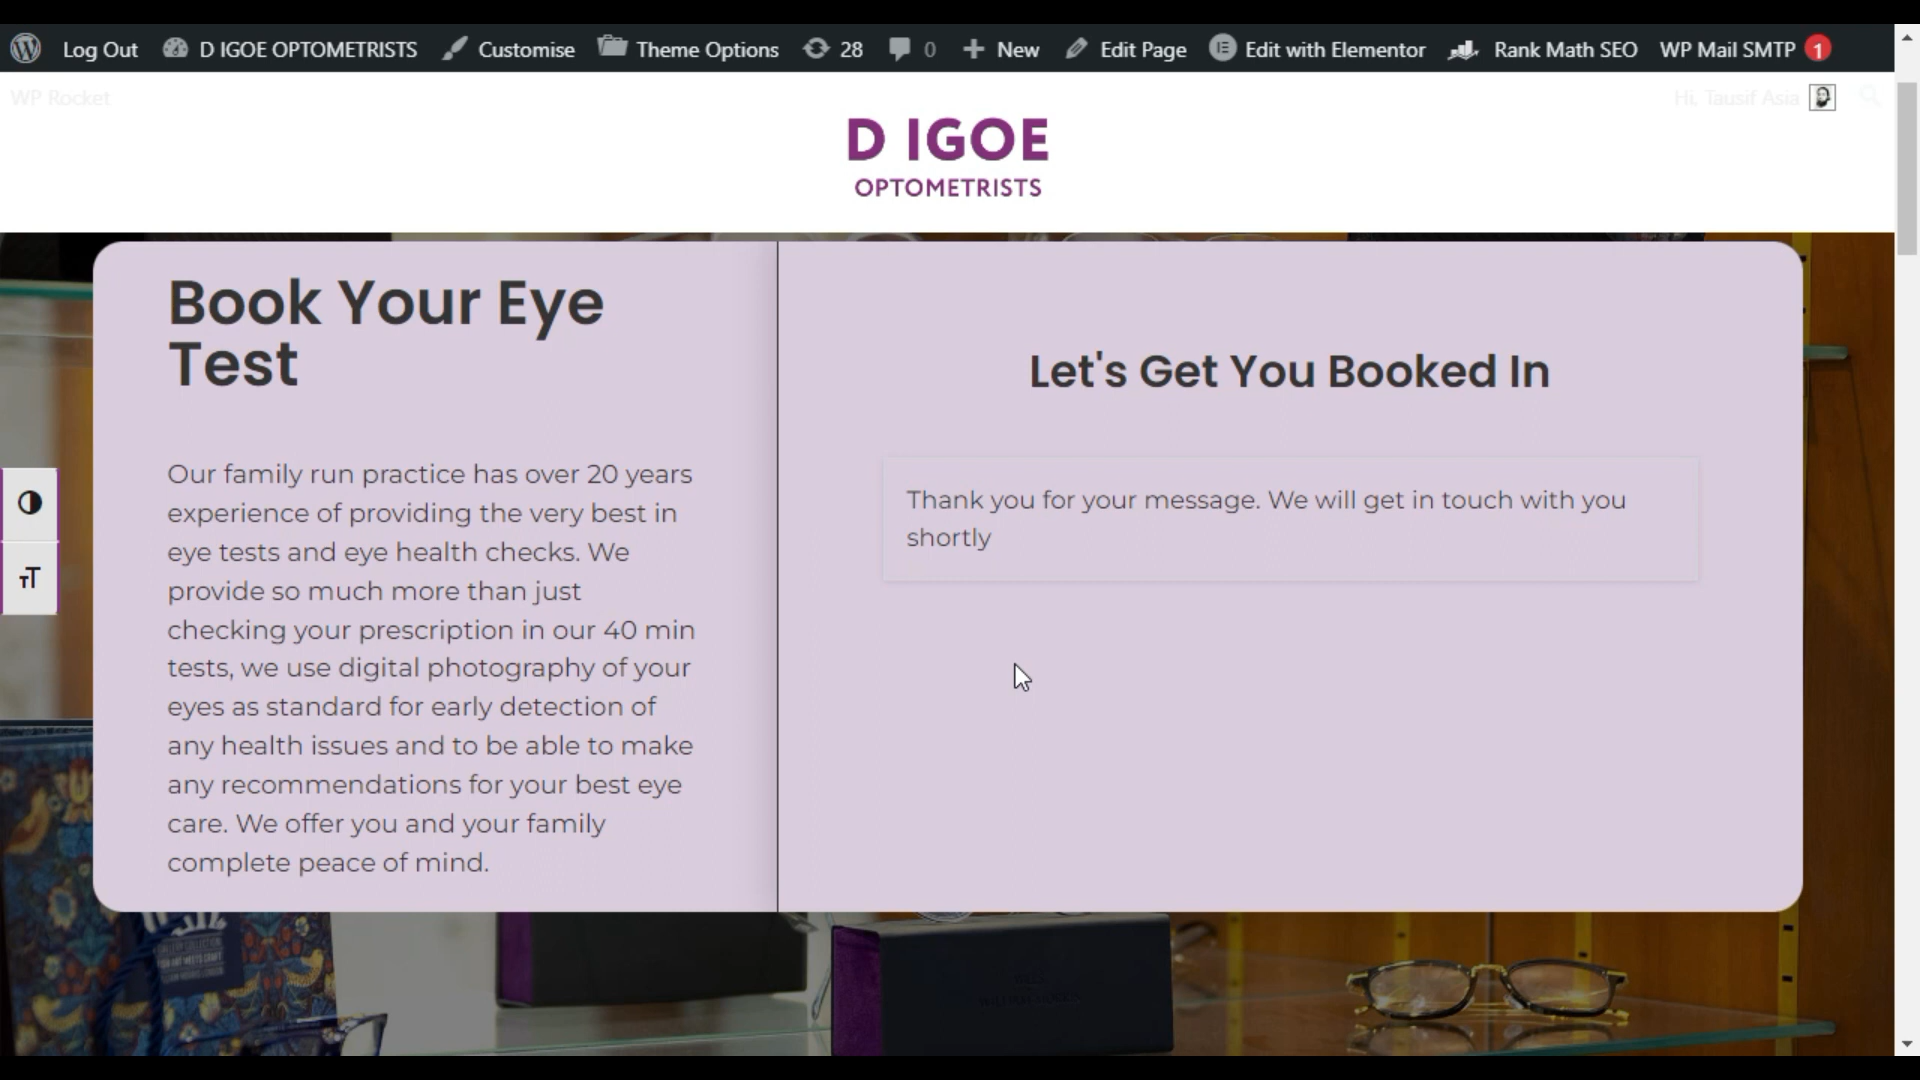 Log Out D IGOE OPTOMETRISTS Customise Theme Options 28 0 New Edit Page Edit with Elementor Rank Math SEO WP Mail SMTP 1
WP Rocket Hi, Tausif Asia
D IGOE
OPTOMETRISTS
Book Your Eye
Test
Our family run practice has over 20 years
experience of providing the very best in
eye tests and eye health checks. We
provide so much more than just
checking your prescription in our 40 min
tests, we use digital photography of your
eyes as standard for early detection of
any health issues and to be able to make
any recommendations for your best eye
care. We offer you and your family
complete peace of mind.
Let's Get You Booked In
Thank you for your message. We will get in touch with you
shortly
TT